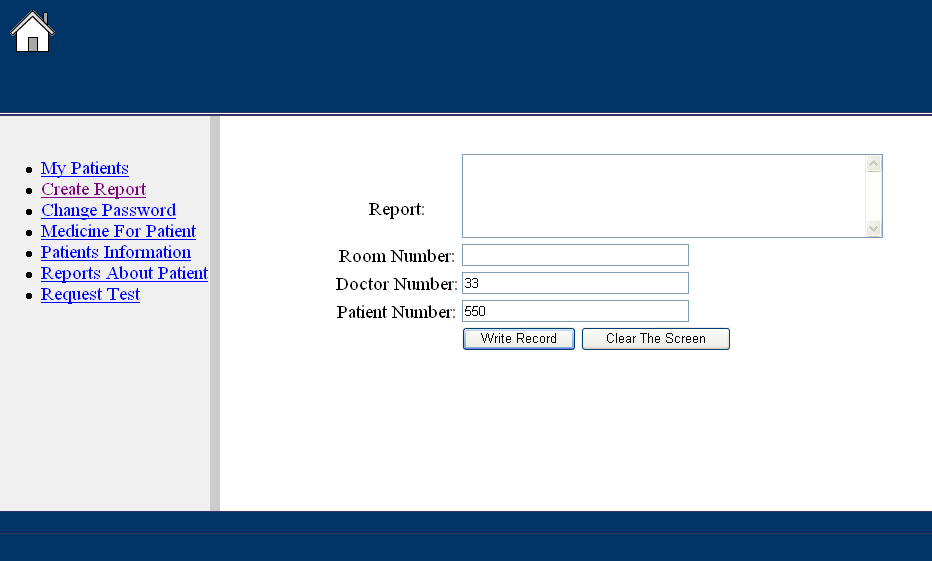 My Patients
Create Report
Change Password
Medicine For Patient
Patients Information
Reports About Patient
Request Test
Report:
Room Number:
Doctor Number: 33
Patient Number: 550
Write Record Clear The Screen